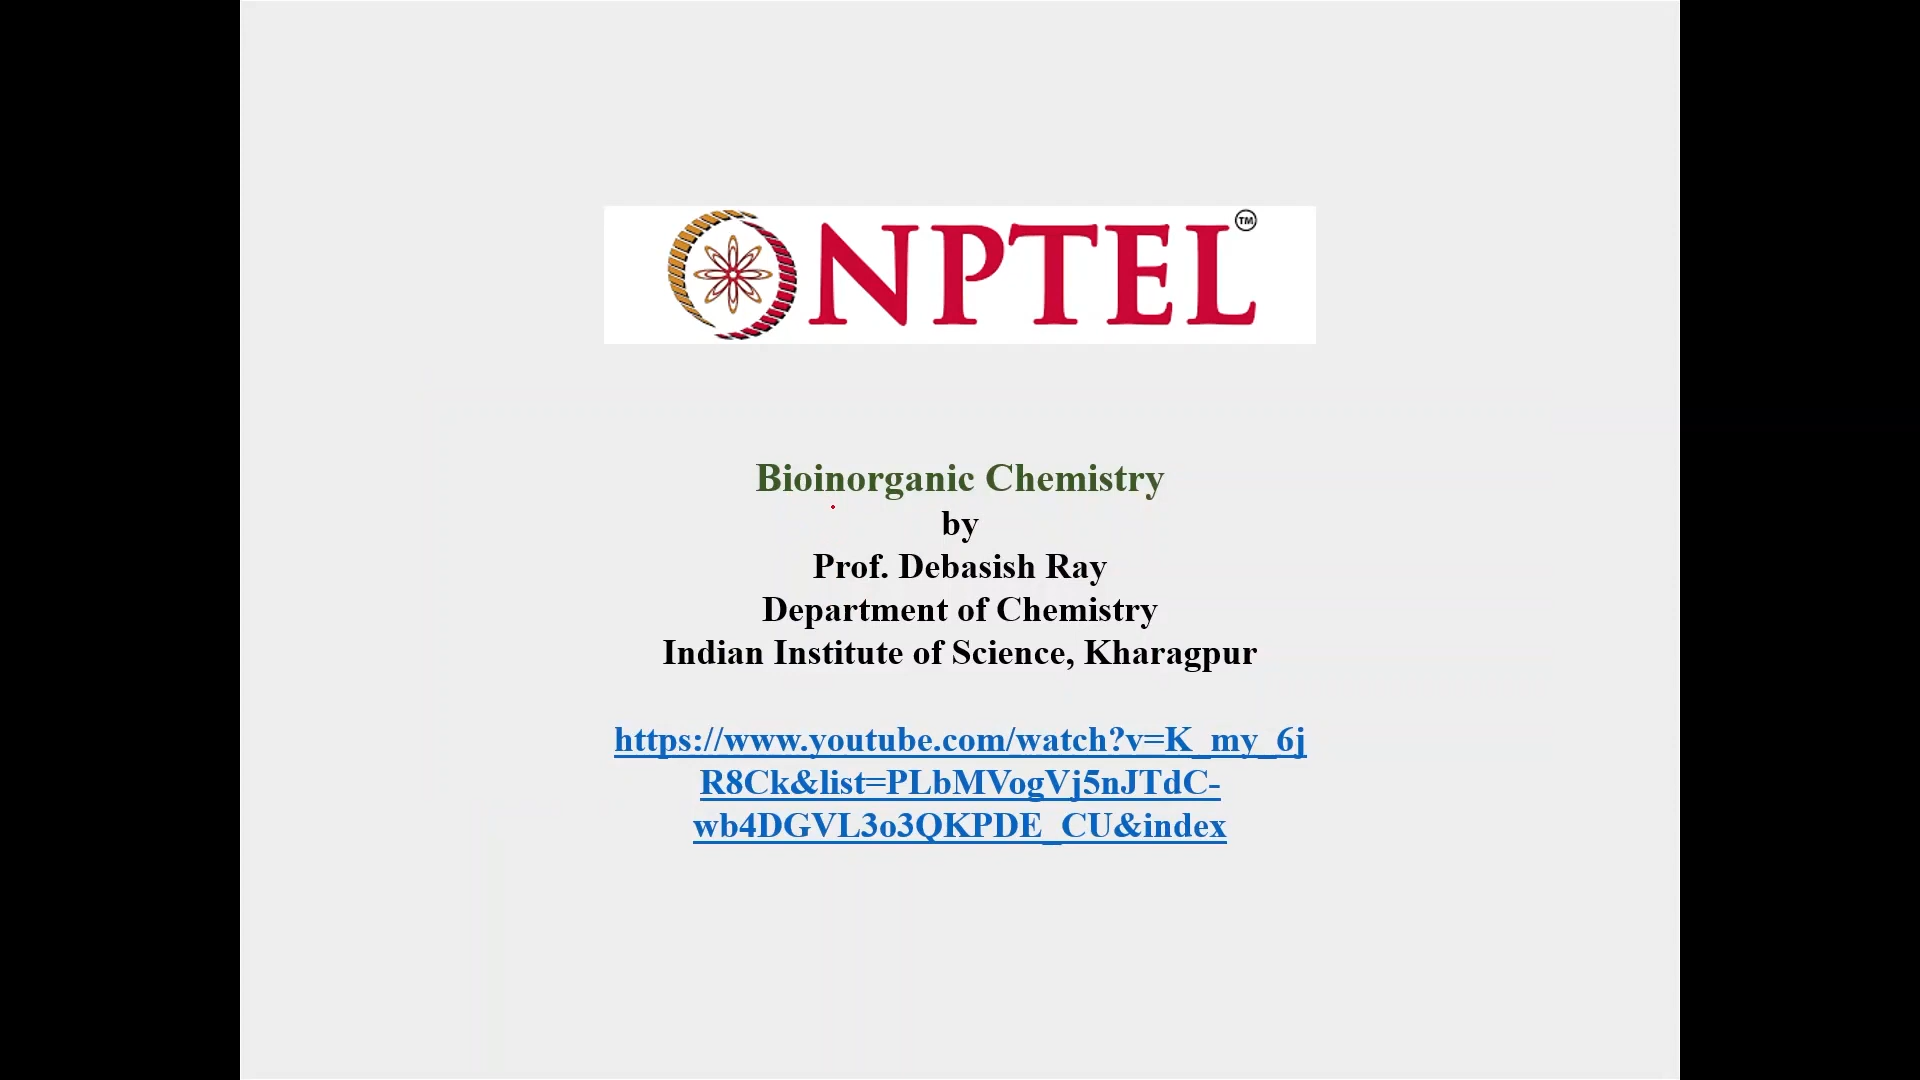 NPTEL TM
Bioinorganic Chemistry
by
Prof. Debasish Ray
Department of Chemistry
Indian Institute of Science, Kharagpur
https://www.youtube.com/watch?v=K_my_6j
R8Ck&list=PLbMVogVj5nJTdC-
wb4DGVL3o3QKPDE_CU&index